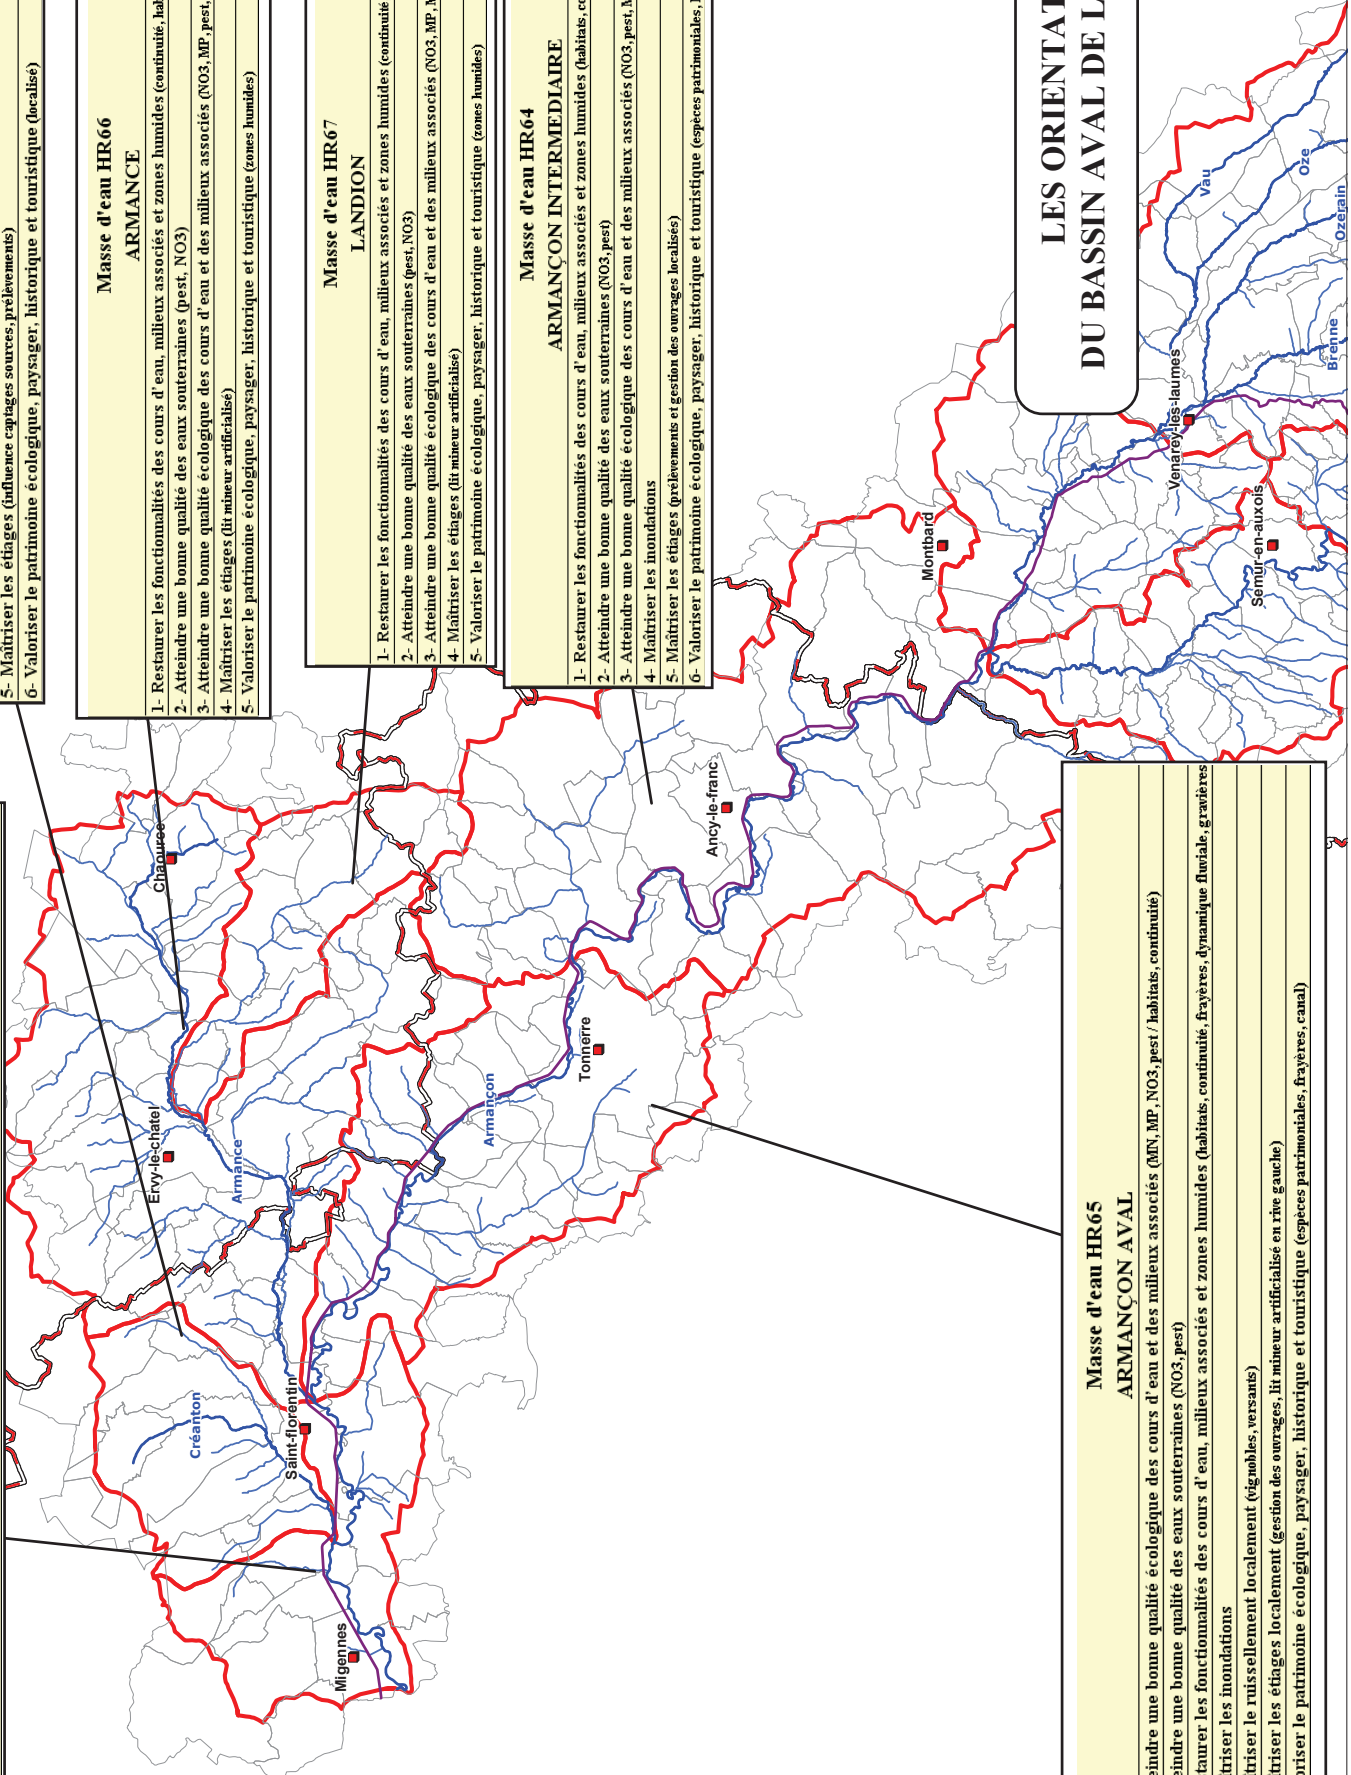 5- Maîtriser les étiages (influence captages sources, prélèvements)
6- Valoriser le patrimoine écologique, paysager, historique et touristique (localisé)
Masse d'eau HR66
ARMANCE
1- Restaurer les fonctionnalités des cours d'eau, milieux associés et zones humides (continuité,
2- Atteindre une bonne qualité des eaux souterraines (pest, NO3)
3- Atteindre une bonne qualité écologique des cours d'eau et des milieux associés (NO3, MP, pest,
4- Maîtriser les étiages (lit mineur artificialisé)
5- Valoriser le patrimoine écologique, paysager, historique et touristique (zones humides)
Masse d'eau HR67
LANDION
1- Restaurer les fonctionnalités des cours d'eau, milieux associés et zones humides (continuité
2- Atteindre une bonne qualité des eaux souterraines (pest, NO3)
3- Atteindre une bonne qualité écologique des cours d'eau et des milieux associés (NO3, MP,
4- Maîtriser les étiages (lit mineur artificialisé)
5- Valoriser le patrimoine écologique, paysager, historique et touristique (zones humides)
Masse d'eau HR64
ARMANÇON INTERMEDIAIRE
1- Restaurer les fonctionnalités des cours d'eau, milieux associés et zones humides (habitats,
2- Atteindre une bonne qualité des eaux souterraines (NO3, pest)
3- Atteindre une bonne qualité écologique des cours d'eau et des milieux associés (NO3, pest,
4- Maîtriser les inondations
5- Maîtriser les étiages (prélèvements et gestion des ouvrages localisés)
6- Valoriser le patrimoine écologique, paysager, historique et touristique (espèces patrimoniales,
LES ORIENTAT
DU BASSIN AVAL DE L
Chaource
Ervy-le-chatel
Armance
Créanton
Saint-florentin
Migennes
Armançon
Tonnerre
Ancy-le-franc
Montbard
Venarey-les-laumes
Semur-en-auxois
Vau
Oze
Ozerain
Brenne
Masse d'eau HR65
ARMANÇON AVAL
eindre une bonne qualité écologique des cours d'eau et des milieux associés (MN, MP, NO3, pest / habitats, continuité)
eindre une bonne qualité des eaux souterraines (NO3, pest)
taurer les fonctionnalités des cours d'eau, milieux associés et zones humides (habitats, continuité, frayères, dynamique fluviale, gravières
triser les inondations
triser le ruissellement localement (vignobles, versants)
triser les étiages localement (gestion des ouvrages, lit mineur artificialisé en rive gauche)
oriser le patrimoine écologique, paysager, historique et touristique (espèces patrimoniales, frayères, canal)